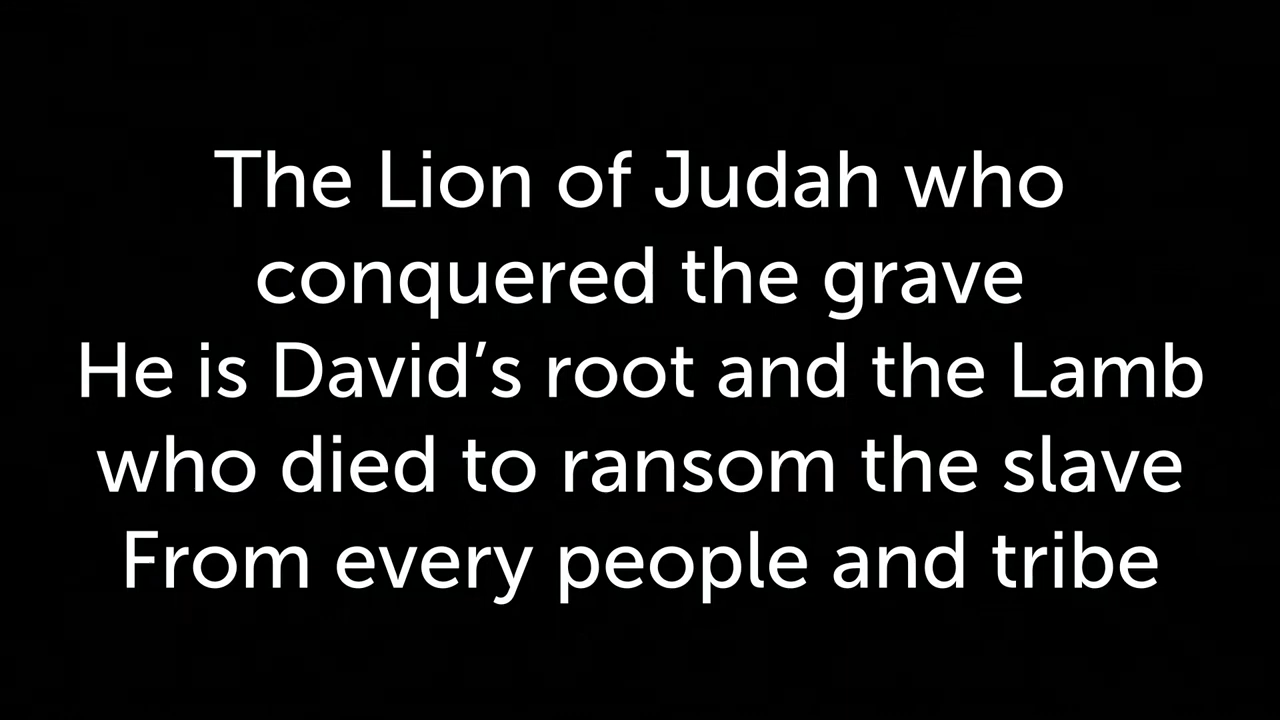 The Lion of Judah who
conquered the grave
He is David’s root and the Lamb
who died to ransom the slave
From every people and tribe